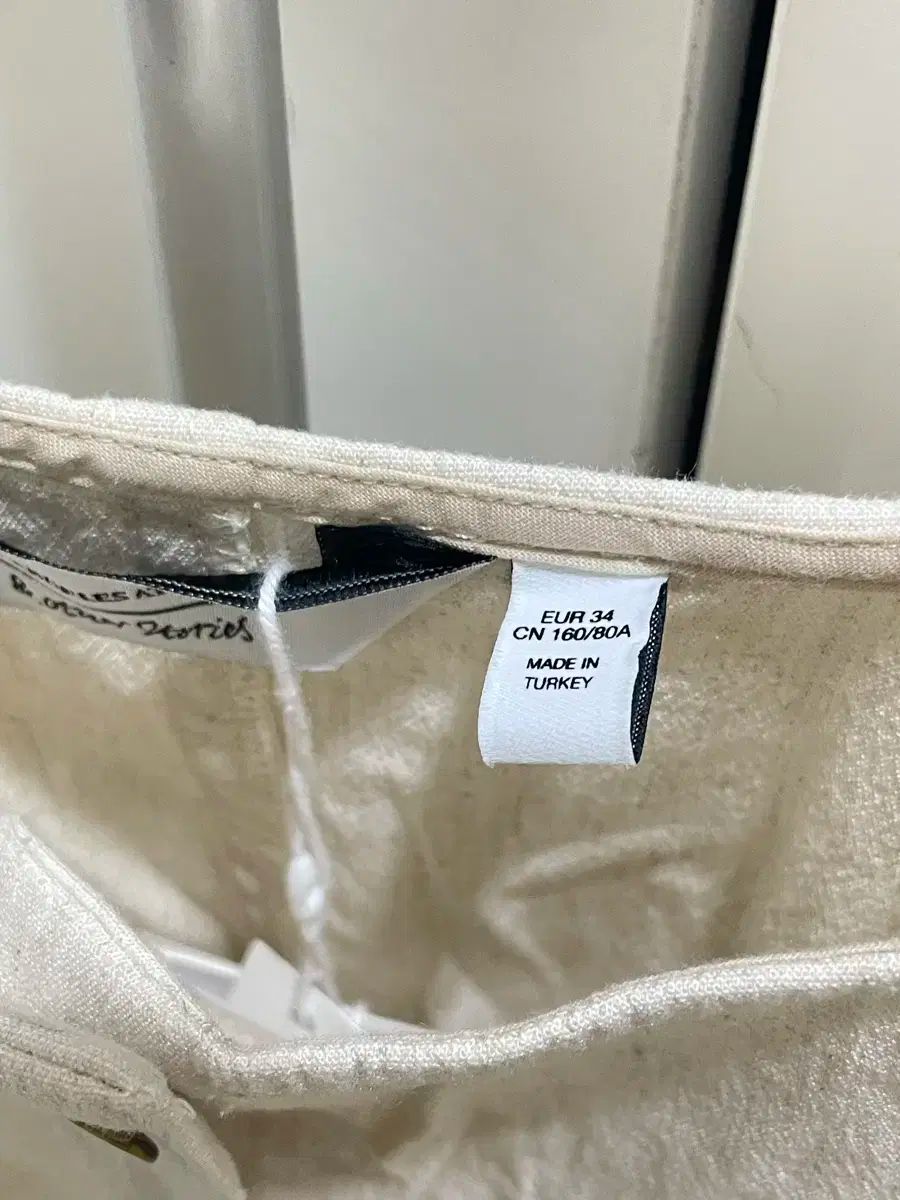 & Other Stories
EUR 34
CN 160/80A
MADE IN
TURKEY